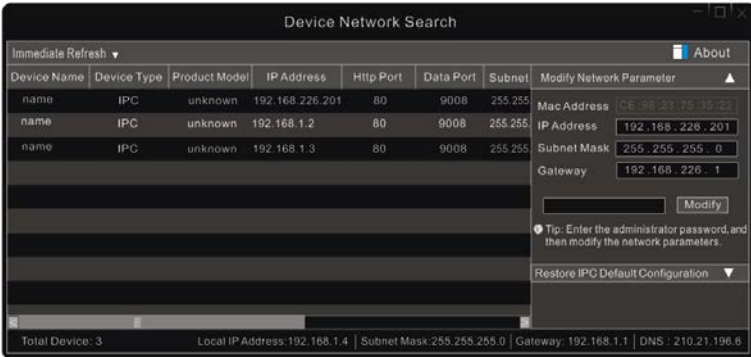 Device Network Search
Immediate Refresh ▼
About
Device Name Device Type Product Model IP Address Http Port Data Port Subnet
name IPC unknown 192.168.226.201 80 9008 255.255
name IPC unknown 192.168.1.2 80 9008 255.255.
name IPC unknown 192.168.1.3 80 9008 255.255.
Modify Network Parameter ▲
Mac Address CE:98:23:75:35:22
IP Address 192.168.226.201
Subnet Mask 255.255.255.0
Gateway 192.168.226.1
Modify
Tip: Enter the administrator password, and
then modify the network parameters.
Restore IPC Default Configuration ▼
Total Device: 3 Local IP Address:192.168.1.4 Subnet Mask:255.255.255.0 Gateway: 192.168.1.1 DNS : 210.21.196.6